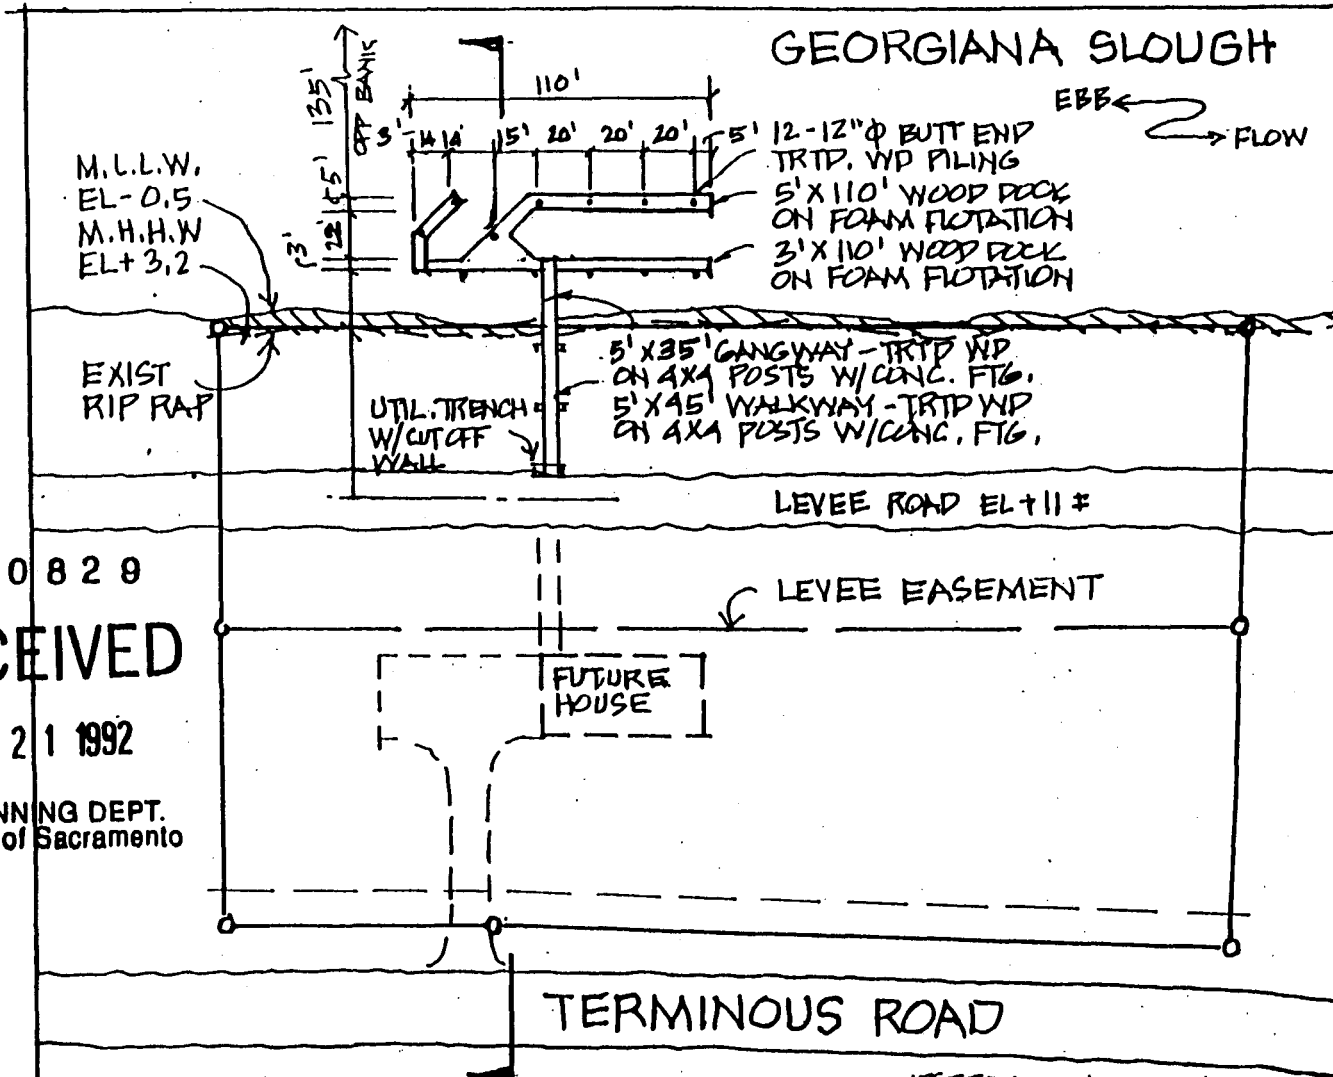 GEORGIANA SLOUGH
EBB
FLOW
135'
OPP BANK
110'
3'
14
14'
15'
20'
20'
20'
5'
5'
22'
3'
M.L.L.W.
EL-0.5
M.H.H.W
EL+3.2
12-12"Φ BUTT END
TRTD. WD PILING
5'X110' WOOD DOCK
ON FOAM FLOTATION
3'X110' WOOD DOCK
ON FOAM FLOTATION
EXIST
RIP RAP
5'X35' GANGWAY-TRTD WD
ON 4X4 POSTS W/CONC. FTG.
5'X45' WALKWAY-TRTD WD
ON 4X4 POSTS W/CONC. FTG.
UTIL. TRENCH
W/CUTOFF
WALL
LEVEE ROAD EL+11±
0829
CEIVED
21 1992
NNING DEPT.
of Sacramento
LEVEE EASEMENT
FUTURE
HOUSE
TERMINOUS ROAD